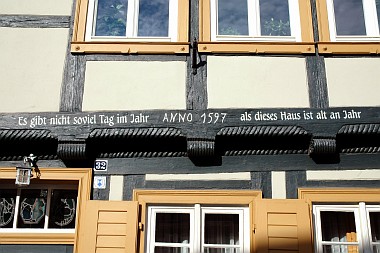 Es gibt nicht soviel Tag im Jahr ANNO 1597 als dieses Haus ist alt an Jahr
32